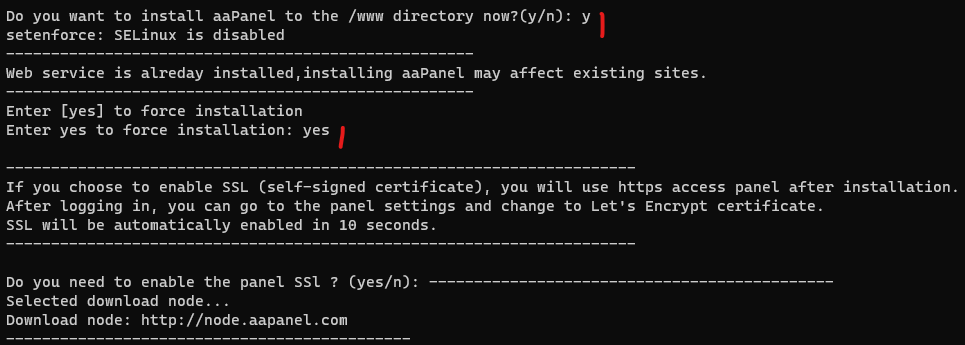 Do you want to install aaPanel to the /www directory now?(y/n): y
setenforce: SELinux is disabled
----------------------------------------------------
Web service is alreday installed,installing aaPanel may affect existing sites.
----------------------------------------------------
Enter [yes] to force installation
Enter yes to force installation: yes
----------------------------------------------------------------------
If you choose to enable SSL (self-signed certificate), you will use https access panel after installation.
After logging in, you can go to the panel settings and change to Let's Encrypt certificate.
SSL will be automatically enabled in 10 seconds.
----------------------------------------------------------------------
Do you need to enable the panel SSl ? (yes/n): ---------------------------------------------
Selected download node...
Download node: http://node.aapanel.com
---------------------------------------------